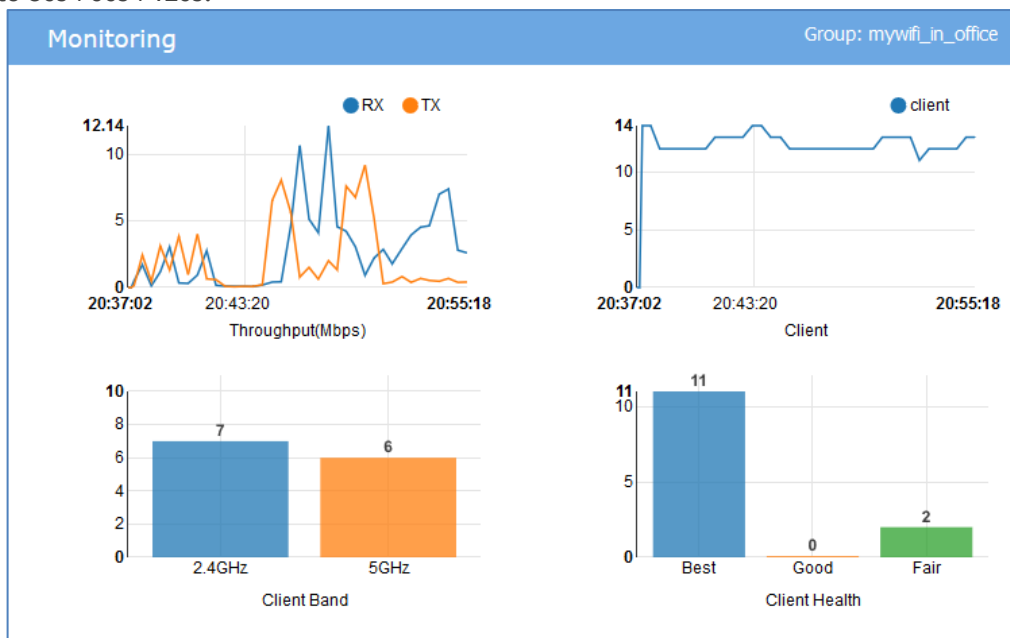 Monitoring
Group: mywifi_in_office
RX TX
12.14
10
5
0
20:37:02 20:43:20 20:55:18
Throughput(Mbps)
client
14
10
5
0
20:37:02 20:43:20 20:55:18
Client
10
8
6
4
2
0
7
6
2.4GHz 5GHz
Client Band
11
10
5
0
11
0
2
Best Good Fair
Client Health